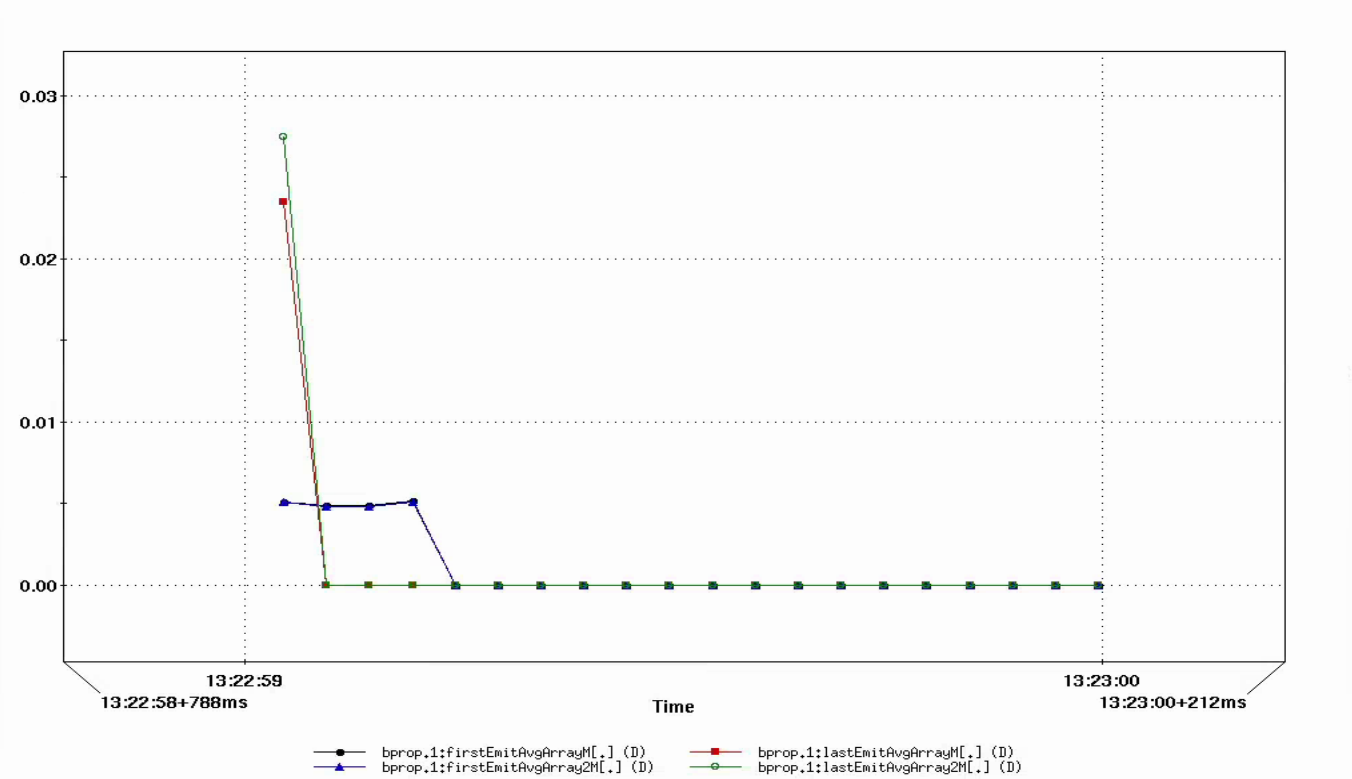 0.03
0.02
0.01
0.00
13:22:59 13:23:00
13:22:58+788ms 13:23:00+212ms
Time
bprop.1:firstEmitAvgArrayM[.] (D) bprop.1:lastEmitAvgArrayM[.] (D)
bprop.1:firstEmitAvgArray2M[.] (D) bprop.1:lastEmitAvgArray2M[.] (D)